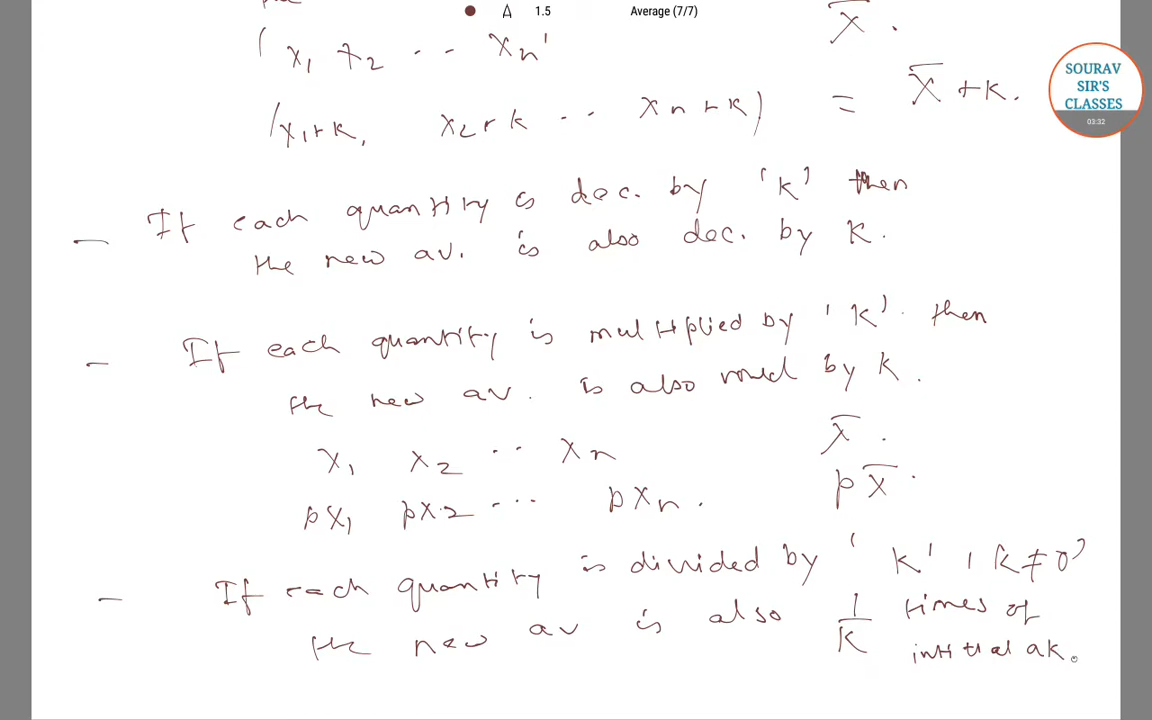 1.5 Average (7/7)
SOURAV
SIR'S
CLASSES
03:32
( x1 x2 .. xn' x̄ .
(x1+k, x2+k .. xn+k) = x̄ +k.
— If each quantity is dec. by 'k' then
the new av. is also dec. by k.
— If each quantity is multiplied by 'k'. then
the new av. is also mul by k.
x1 x2 .. xn x̄ .
px1 px2 ... pxn. px̄ .
— If each quantity is divided by 'k' , k≠0'
the new av is also 1/k times of
initial ak.